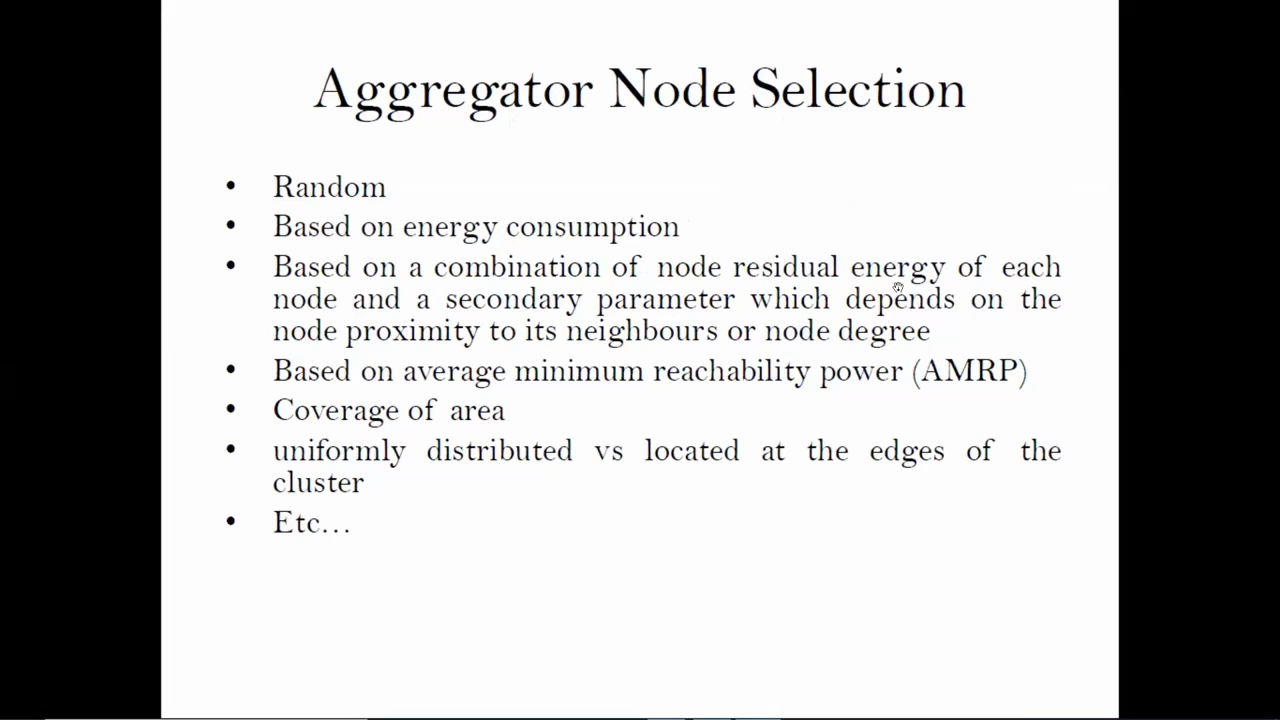 Aggregator Node Selection
• Random
• Based on energy consumption
• Based on a combination of node residual energy of each
node and a secondary parameter which depends on the
node proximity to its neighbours or node degree
• Based on average minimum reachability power (AMRP)
• Coverage of area
• uniformly distributed vs located at the edges of the
cluster
• Etc...